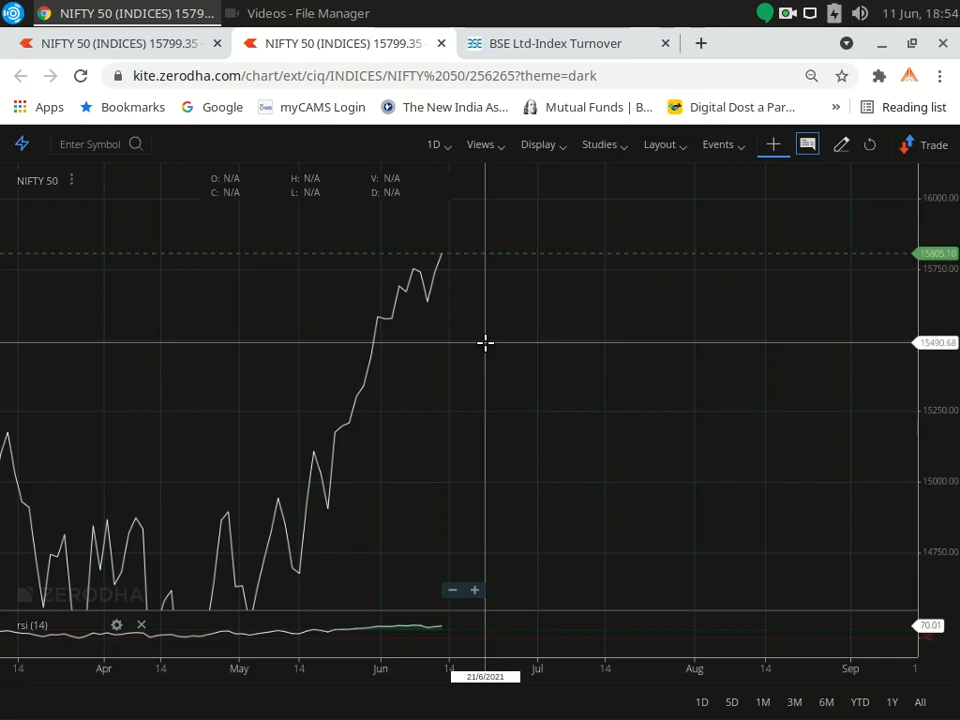 NIFTY 50 (INDICES) 1579... Videos - File Manager 11 Jun, 18:54
NIFTY 50 (INDICES) 15799.35 NIFTY 50 (INDICES) 15799.35 BSE Ltd-Index Turnover
kite.zerodha.com/chart/ext/ciq/INDICES/NIFTY%2050/256265?theme=dark
Apps Bookmarks Google myCAMS Login The New India As... Mutual Funds | B... Digital Dost a Par... » Reading list
Enter Symbol 1D Views Display Studies Layout Events Trade
NIFTY 50 O: N/A H: N/A V: N/A
C: N/A L: N/A D: N/A
16000.00
15805.10
15750.00
15490.68
15250.00
15000.00
14750.00
ZERODHA
rsi (14) 70.01
14 Apr 14 May 14 Jun 14 Jul 14 Aug 14 Sep 1
21/6/2021
1D 5D 1M 3M 6M YTD 1Y All